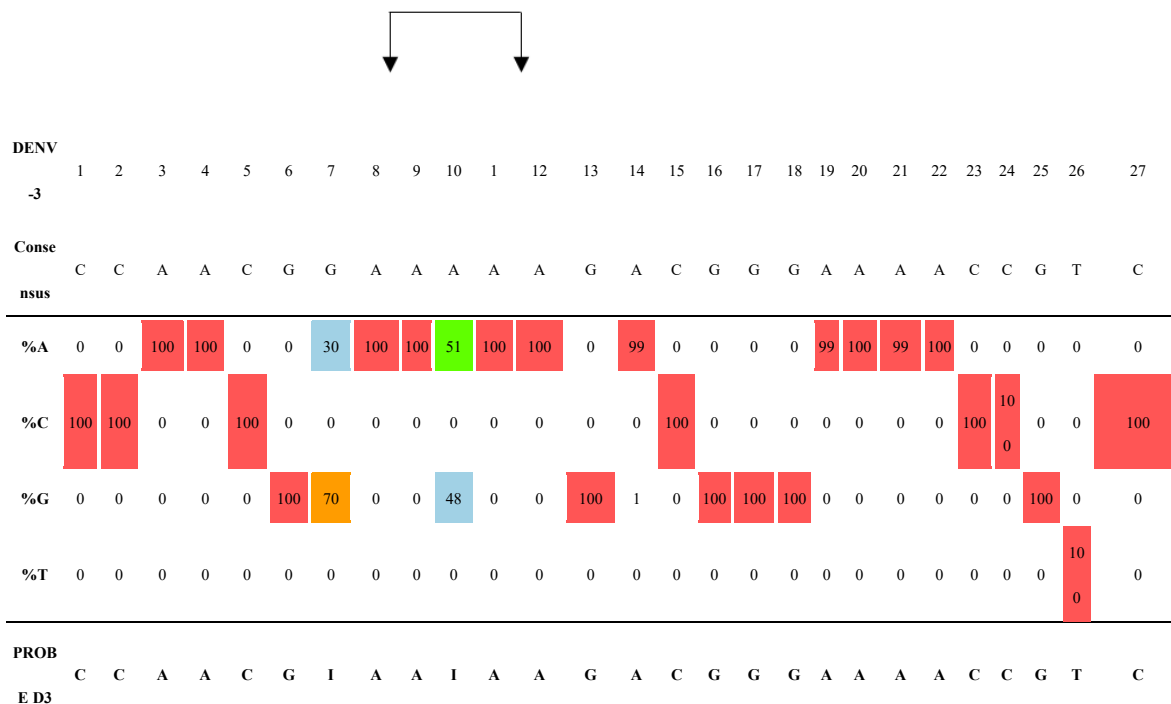 DENV
-3 1 2 3 4 5 6 7 8 9 10 1 12 13 14 15 16 17 18 19 20 21 22 23 24 25 26 27
Conse
nsus C C A A C G G A A A A A G A C G G G A A A A C C G T C
%A 0 0 100 100 0 0 30 100 100 51 100 100 0 99 0 0 0 0 99 100 99 100 0 0 0 0 0
%C 100 100 0 0 100 0 0 0 0 0 0 0 0 0 100 0 0 0 0 0 0 0 100 10
0 0 0 100
%G 0 0 0 0 0 100 70 0 0 48 0 0 100 1 0 100 100 100 0 0 0 0 0 0 100 0 0
%T 0 0 0 0 0 0 0 0 0 0 0 0 0 0 0 0 0 0 0 0 0 0 0 0 0 10
0 0
PROB
E D3 C C A A C G I A A I A A G A C G G G A A A A C C G T C